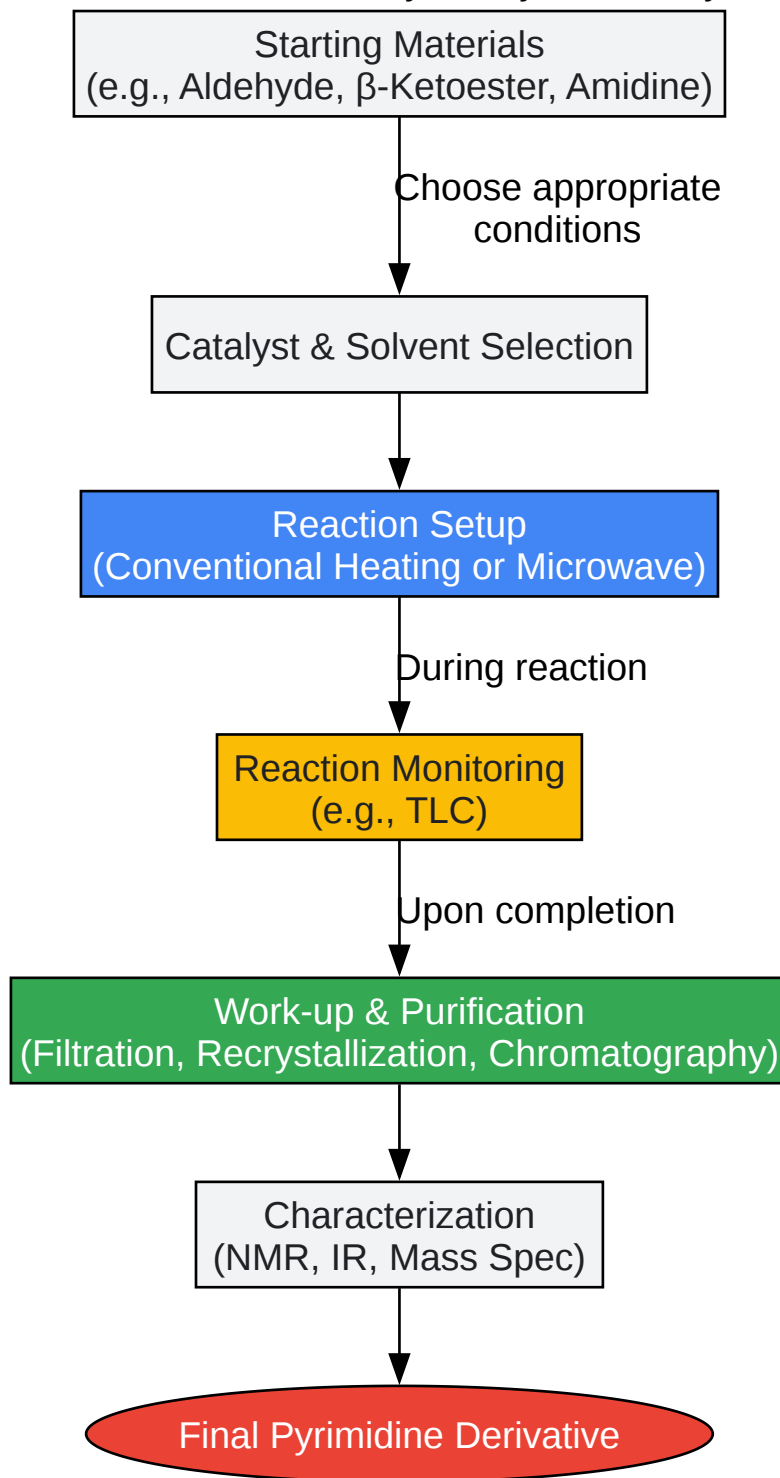 Starting Materials
(e.g., Aldehyde, β-Ketoester, Amidine)
Choose appropriate
conditions
Catalyst & Solvent Selection
Reaction Setup
(Conventional Heating or Microwave)
During reaction
Reaction Monitoring
(e.g., TLC)
Upon completion
Work-up & Purification
(Filtration, Recrystallization, Chromatography)
Characterization
(NMR, IR, Mass Spec)
Final Pyrimidine Derivative